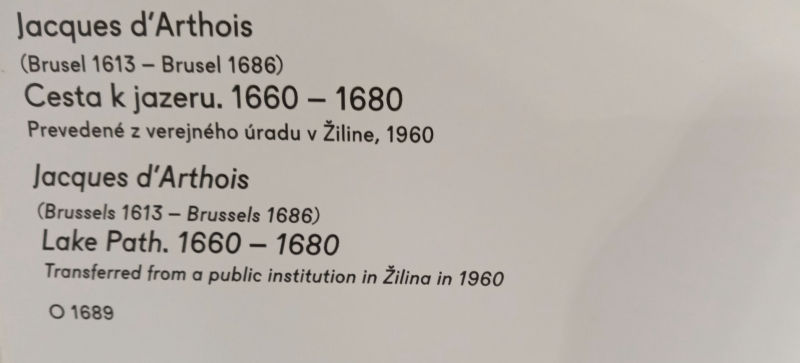 Jacques d'Arthois
(Brusel 1613 – Brusel 1686)
Cesta k jazeru. 1660 – 1680
Prevedené z verejného úradu v Žiline, 1960
Jacques d'Arthois
(Brussels 1613 – Brussels 1686)
Lake Path. 1660 – 1680
Transferred from a public institution in Žilina in 1960
O 1689